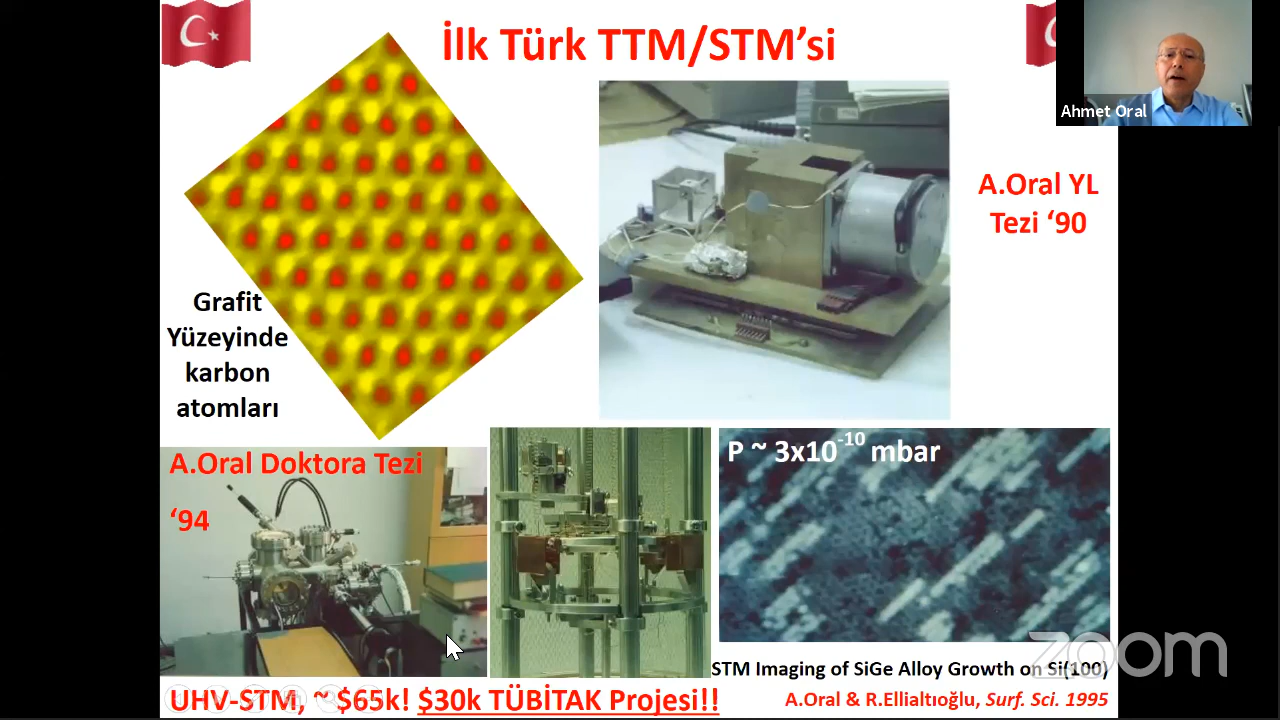 İlk Türk TTM/STM’si
Ahmet Oral
A.Oral YL
Tezi ‘90
Grafit
Yüzeyinde
karbon
atomları
A.Oral Doktora Tezi
‘94
P ~ 3x10⁻¹⁰ mbar
zoom
STM Imaging of SiGe Alloy Growth on Si(100)
UHV-STM, ~ $65k! $30k TÜBİTAK Projesi!!
A.Oral & R.Ellialtıoğlu, Surf. Sci. 1995